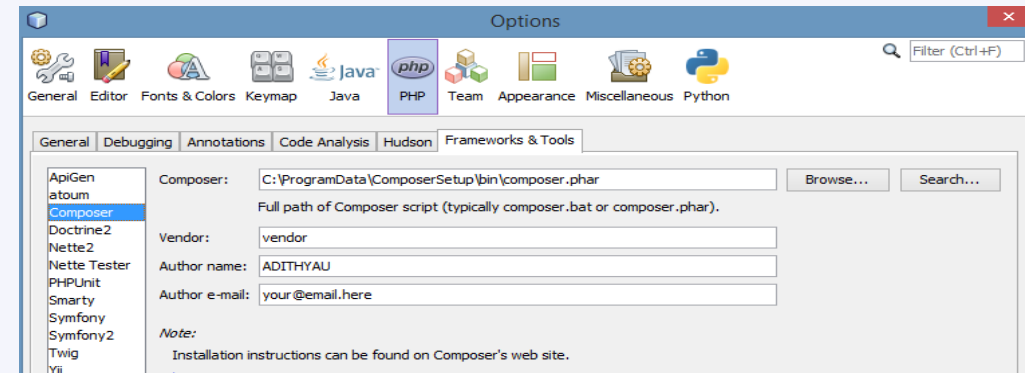 Options
Filter (Ctrl+F)
Java
php
General Editor Fonts & Colors Keymap Java PHP Team Appearance Miscellaneous Python
General Debugging Annotations Code Analysis Hudson Frameworks & Tools
ApiGen
atoum
Composer
Doctrine2
Nette2
Nette Tester
PHPUnit
Smarty
Symfony
Symfony2
Twig
Yii
Composer: C:\ProgramData\ComposerSetup\bin\composer.phar Browse... Search...
Full path of Composer script (typically composer.bat or composer.phar).
Vendor: vendor
Author name: ADITHYAU
Author e-mail: your@email.here
Note:
Installation instructions can be found on Composer's web site.